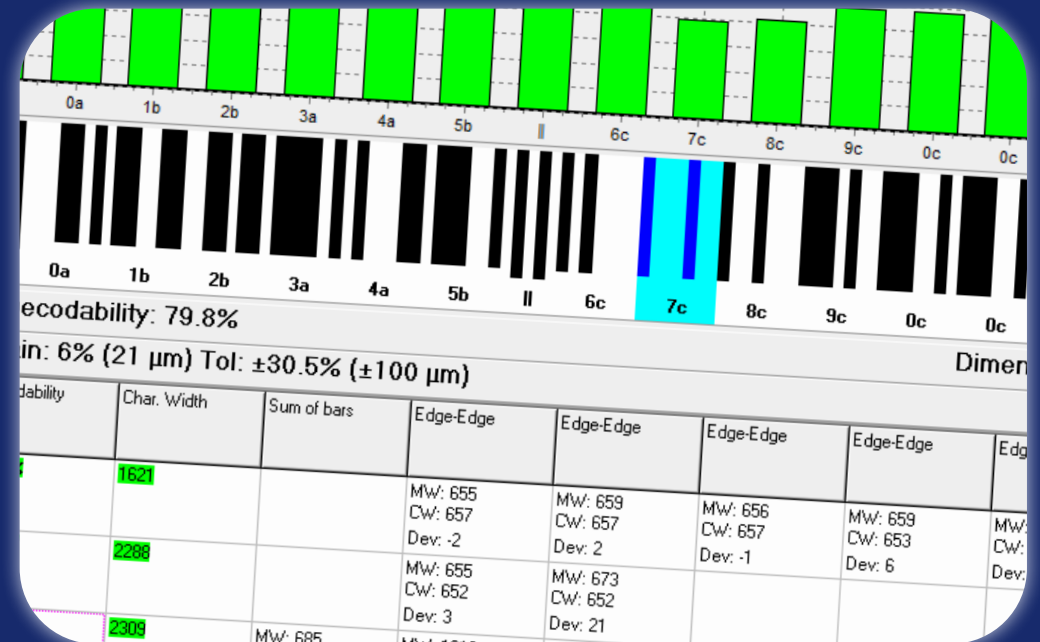 0a 1b 2b 3a 4a 5b || 6c 7c 8c 9c 0c 0c
0a 1b 2b 3a 4a 5b || 6c 7c 8c 9c 0c 0c
ecodability: 79.8%
in: 6% (21 µm) Tol: ±30.5% (±100 µm)
Dimen
dability Char. Width Sum of bars Edge-Edge Edge-Edge Edge-Edge Edge-Edge Edg
1621
MW: 655 MW: 659 MW: 656 MW: 659 MW:
CW: 657 CW: 657 CW: 657 CW: 653 CW:
Dev: -2 Dev: 2 Dev: -1 Dev: 6 Dev:
2288
MW: 655 MW: 673
CW: 652 CW: 652
Dev: 3 Dev: 21
2309 MW: 685